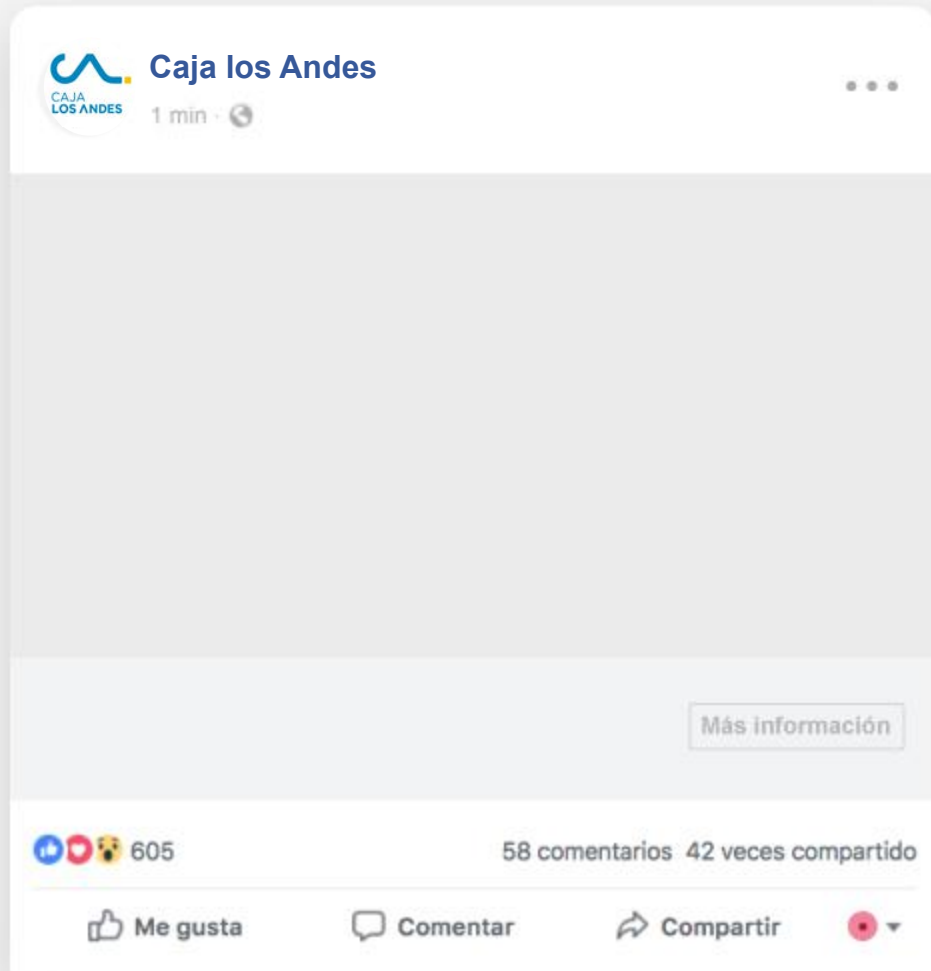 Caja los Andes
CAJA
LOS ANDES
1 min ·
Más información
605
58 comentarios 42 veces compartido
Me gusta
Comentar
Compartir